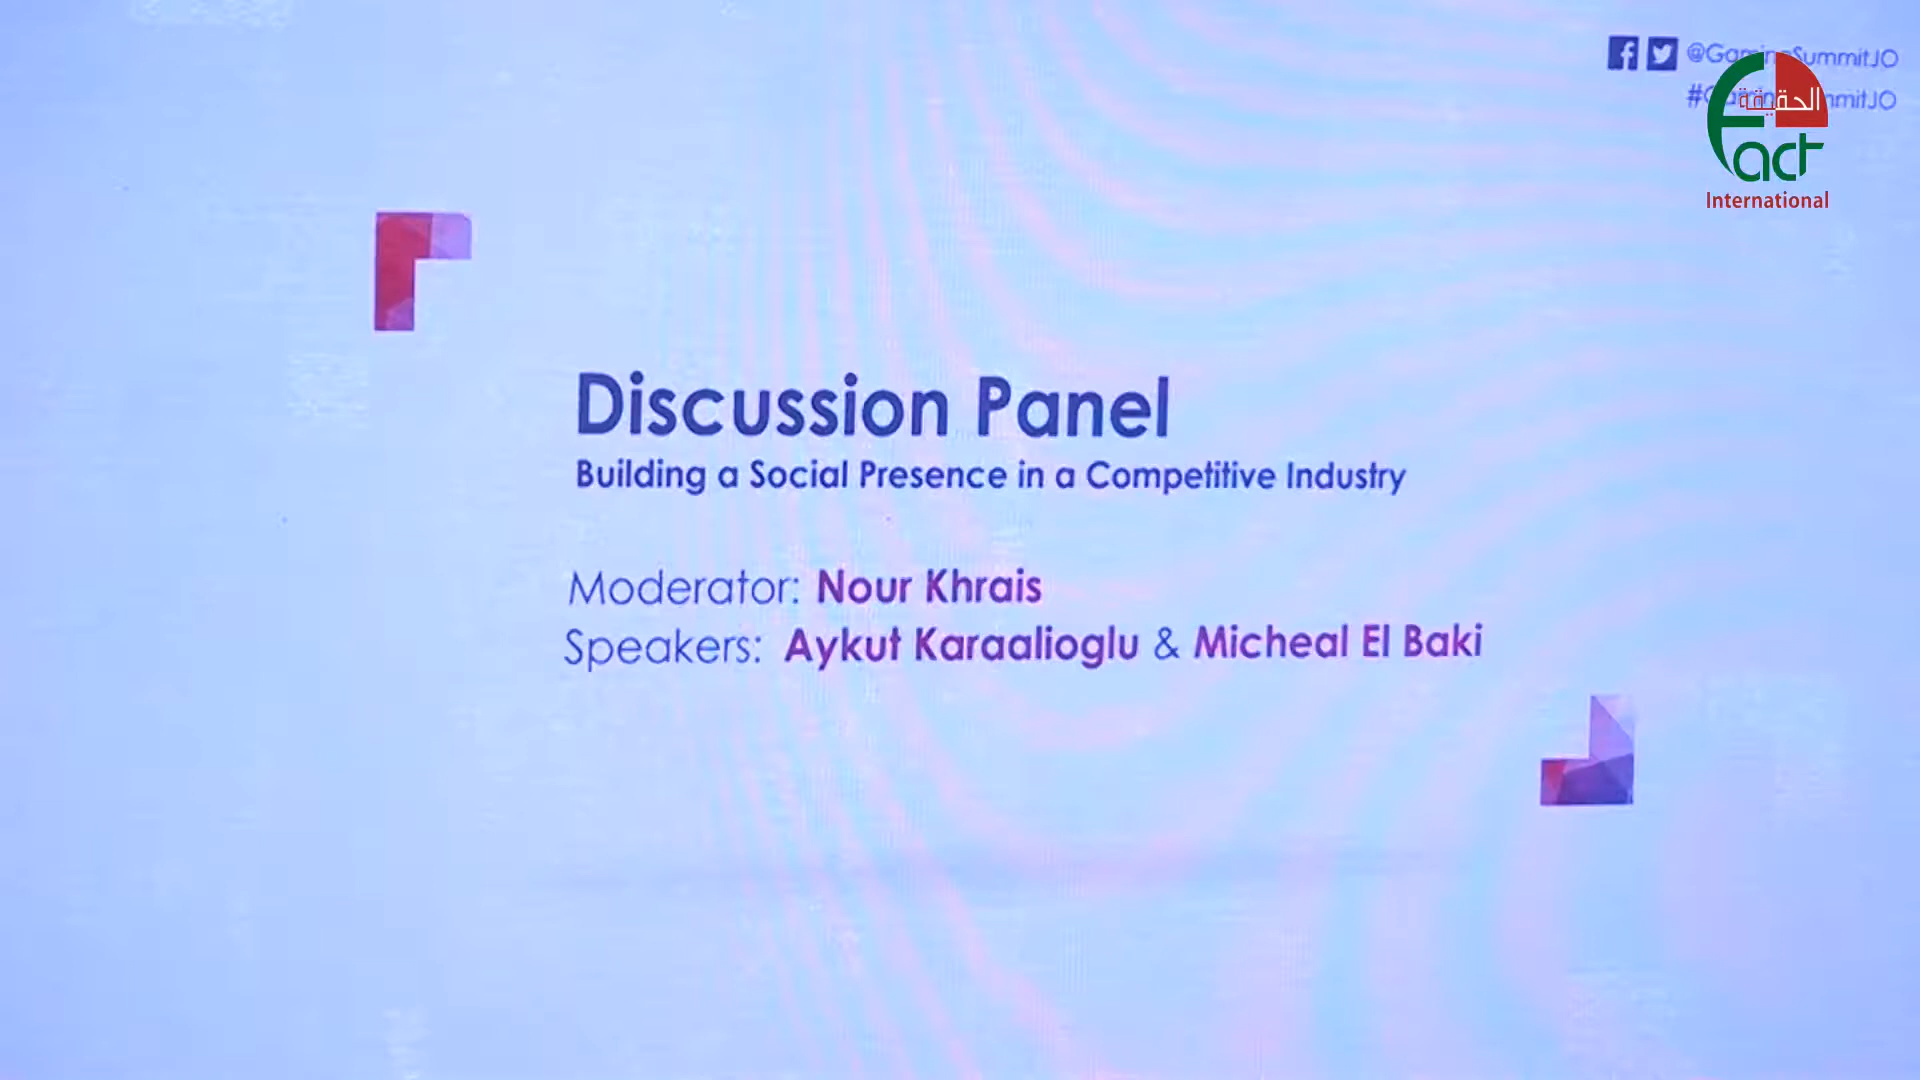 @GamingSummitJO
#GamingSummitJO
الحقيقة
Fact
International
Discussion Panel
Building a Social Presence in a Competitive Industry
Moderator: Nour Khrais
Speakers: Aykut Karaalioglu & Micheal El Baki